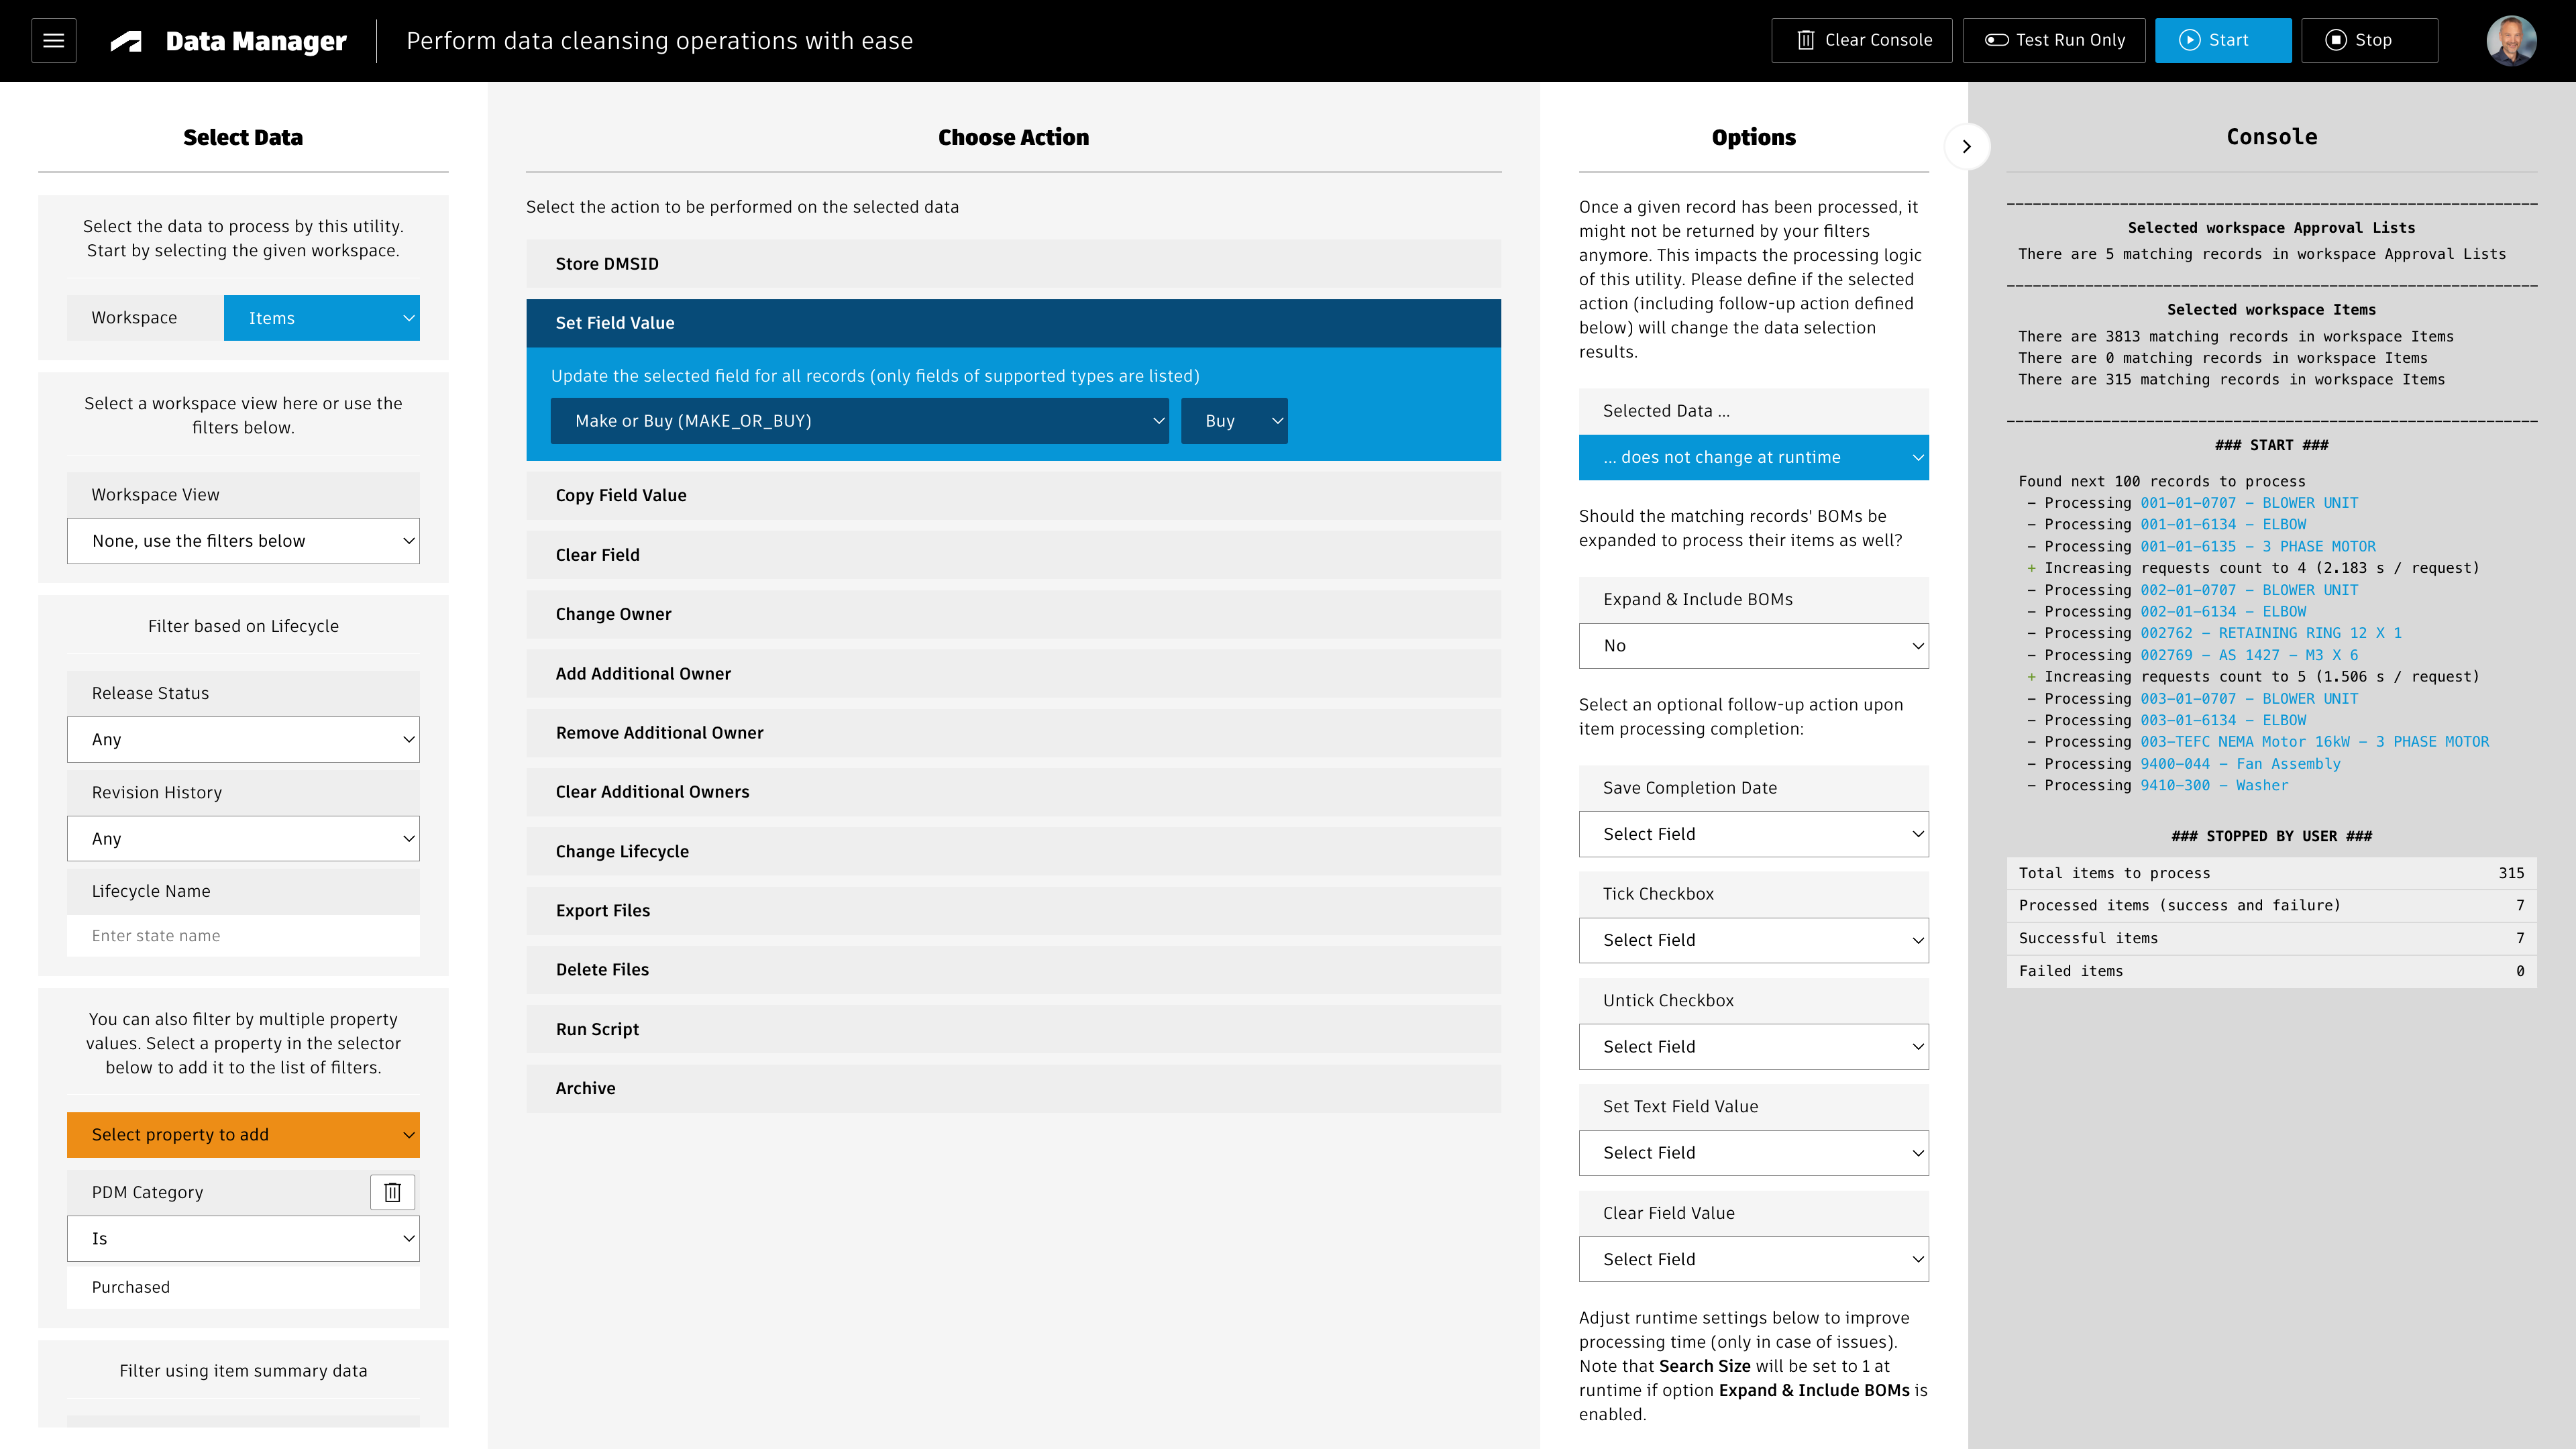 Data Manager
Perform data cleansing operations with ease
Clear Console
Test Run Only
Start
Stop
Select Data
Select the data to process by this utility.
Start by selecting the given workspace.
Workspace
Items
Select a workspace view here or use the
filters below.
Workspace View
None, use the filters below
Filter based on Lifecycle
Release Status
Any
Revision History
Any
Lifecycle Name
Enter state name
You can also filter by multiple property
values. Select a property in the selector
below to add it to the list of filters.
Select property to add
PDM Category
Is
Purchased
Filter using item summary data
Choose Action
Select the action to be performed on the selected data
Store DMSID
Set Field Value
Update the selected field for all records (only fields of supported types are listed)
Make or Buy (MAKE_OR_BUY)
Buy
Copy Field Value
Clear Field
Change Owner
Add Additional Owner
Remove Additional Owner
Clear Additional Owners
Change Lifecycle
Export Files
Delete Files
Run Script
Archive
Options
Once a given record has been processed, it
might not be returned by your filters
anymore. This impacts the processing logic
of this utility. Please define if the selected
action (including follow-up action defined
below) will change the data selection
results.
Selected Data ...
... does not change at runtime
Should the matching records' BOMs be
expanded to process their items as well?
Expand & Include BOMs
No
Select an optional follow-up action upon
item processing completion:
Save Completion Date
Select Field
Tick Checkbox
Select Field
Untick Checkbox
Select Field
Set Text Field Value
Select Field
Clear Field Value
Select Field
Adjust runtime settings below to improve
processing time (only in case of issues).
Note that Search Size will be set to 1 at
runtime if option Expand & Include BOMs is
enabled.
Console
Selected workspace Approval Lists
There are 5 matching records in workspace Approval Lists
Selected workspace Items
There are 3813 matching records in workspace Items
There are 0 matching records in workspace Items
There are 315 matching records in workspace Items
### START ###
Found next 100 records to process
- Processing 001-01-0707 - BLOWER UNIT
- Processing 001-01-6134 - ELBOW
- Processing 001-01-6135 - 3 PHASE MOTOR
+ Increasing requests count to 4 (2.183 s / request)
- Processing 002-01-0707 - BLOWER UNIT
- Processing 002-01-6134 - ELBOW
- Processing 002762 - RETAINING RING 12 X 1
- Processing 002769 - AS 1427 - M3 X 6
+ Increasing requests count to 5 (1.506 s / request)
- Processing 003-01-0707 - BLOWER UNIT
- Processing 003-01-6134 - ELBOW
- Processing 003-TEFC NEMA Motor 16kW - 3 PHASE MOTOR
- Processing 9400-044 - Fan Assembly
- Processing 9410-300 - Washer
### STOPPED BY USER ###
Total items to process 315
Processed items (success and failure) 7
Successful items 7
Failed items 0